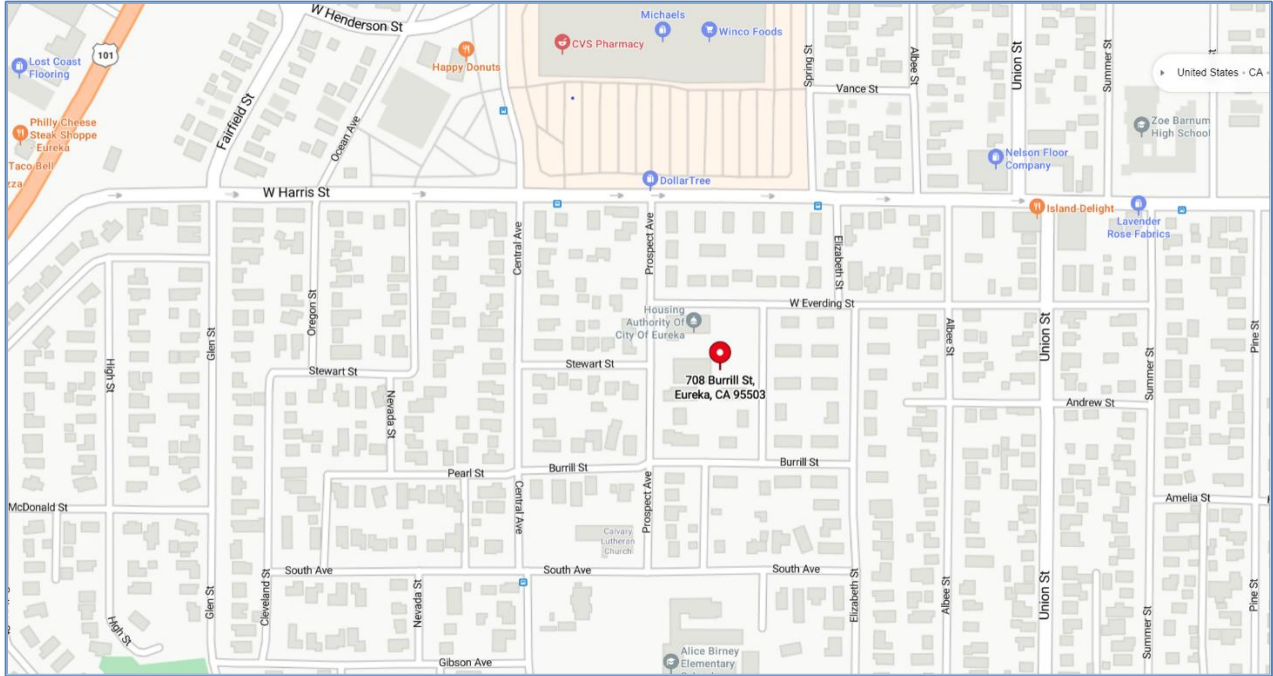 W Henderson St
Michaels
CVS Pharmacy
Winco Foods
101
Lost Coast
Flooring
Happy Donuts
Spring St
Albee St
Union St
Summer St
United States - CA
Vance St
Fairfield St
Ocean Ave
Philly Cheese
Steak Shoppe
- Eureka
Taco Bell
zza
Zoe Barnum
High School
Nelson Floor
Company
W Harris St
DollarTree
Island Delight
Lavender
Rose Fabrics
Central Ave
Prospect Ave
Elizabeth St
W Everding St
Oregon St
Glen St
High St
Housing
Authority Of
City Of Eureka
Albee St
Union St
Summer St
Pine St
Stewart St
Stewart St
708 Burrill St,
Eureka, CA 95503
Nevada St
Andrew St
Pearl St
Burrill St
Burrill St
McDonald St
Central Ave
Prospect Ave
Amelia St
Calvary
Lutheran
Church
South Ave
South Ave
South Ave
Glen St
Cleveland St
Nevada St
Elizabeth St
Albee St
Union St
Summer St
Pine St
High St
Gibson Ave
Alice Birney
Elementary